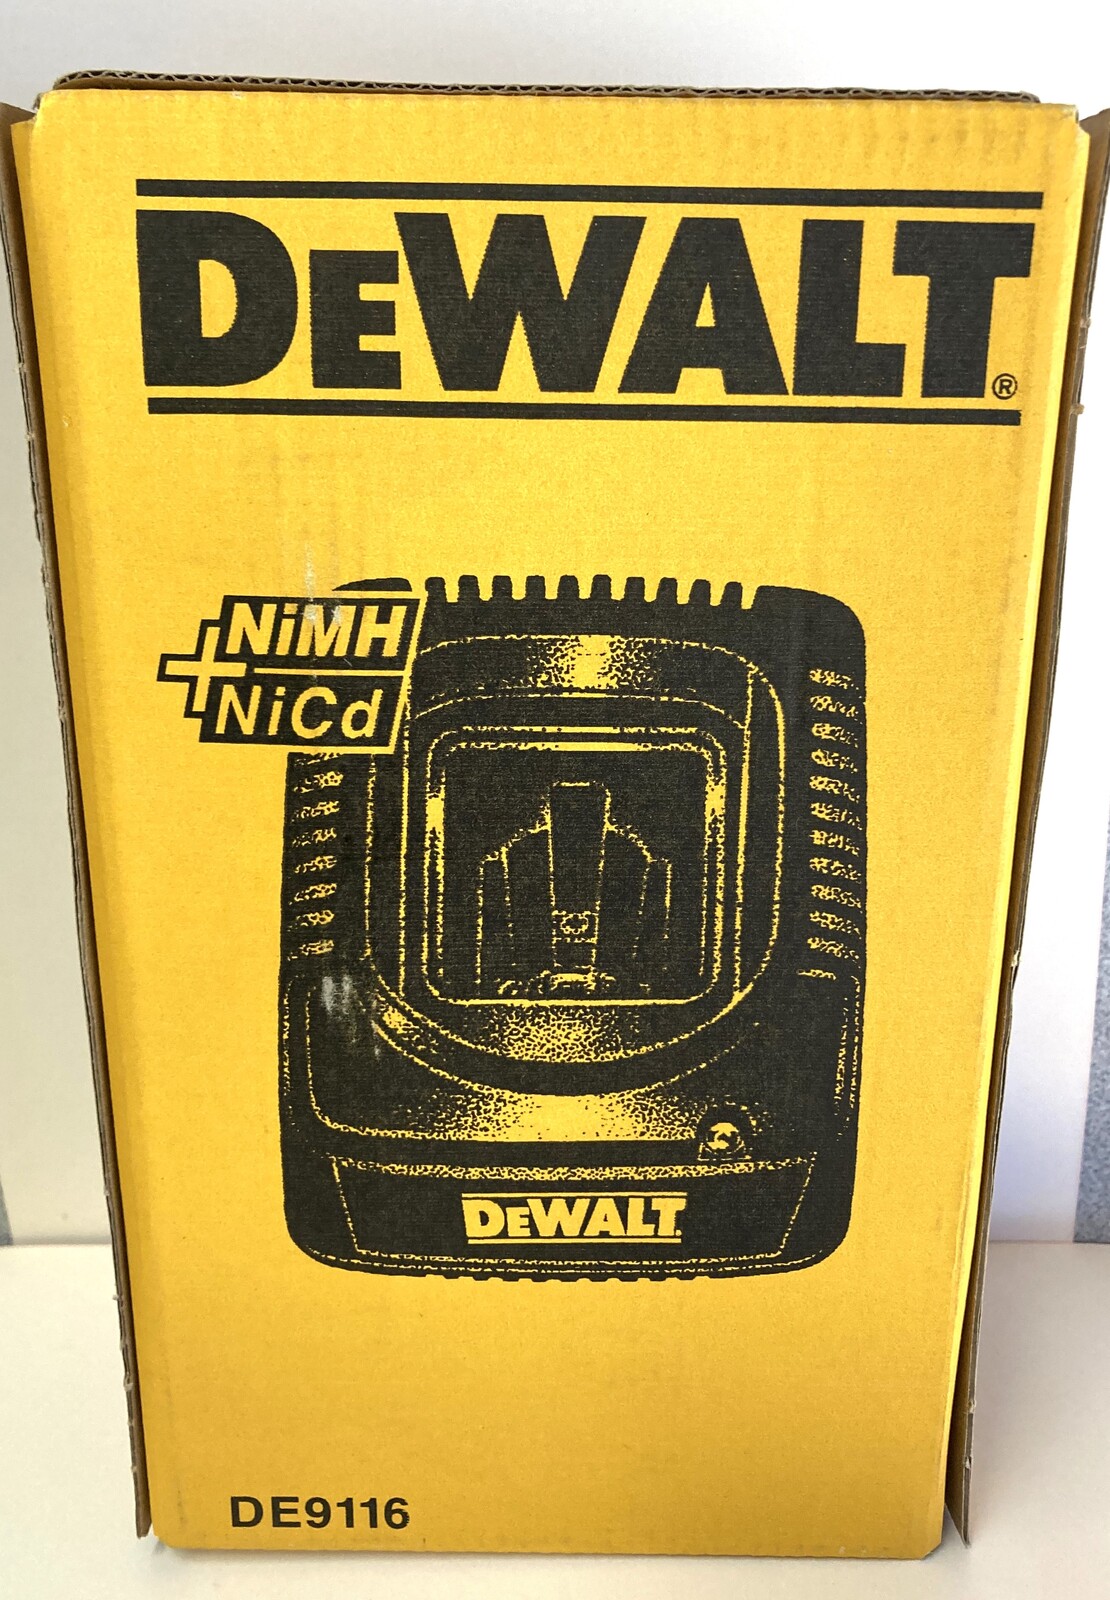 DEWALT®
NiMH
+
NiCd
DEWALT
DE9116